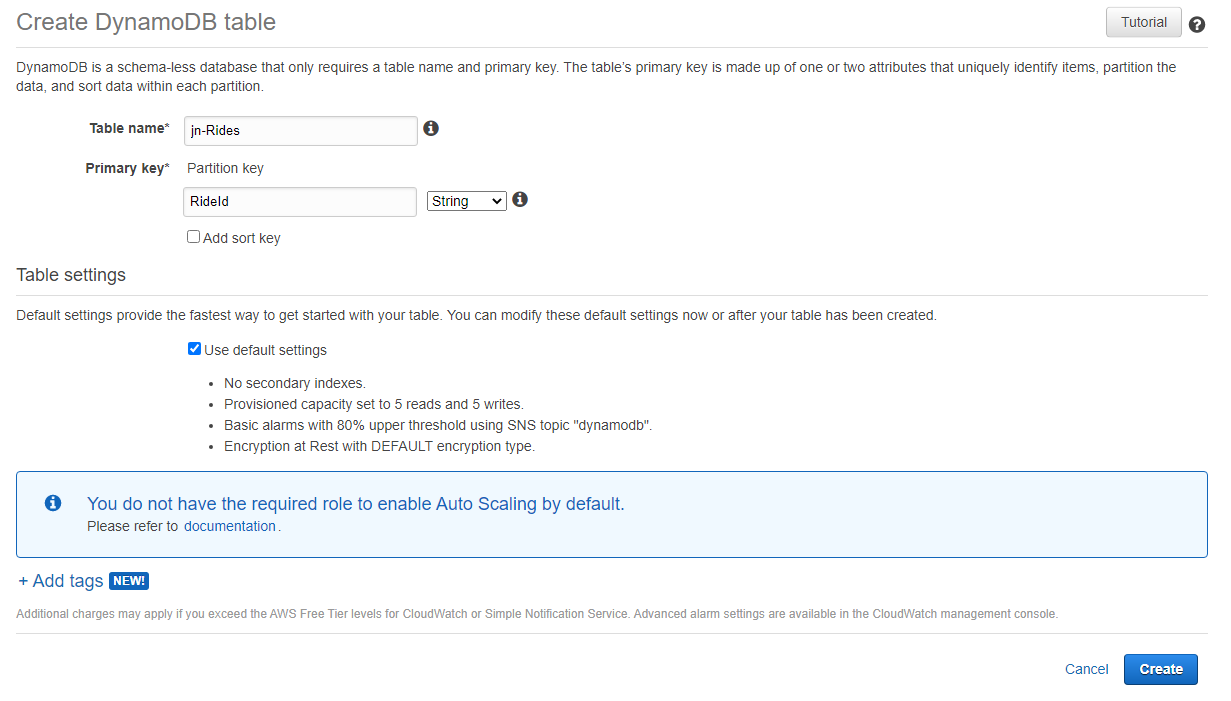 Create DynamoDB table
Tutorial
DynamoDB is a schema-less database that only requires a table name and primary key. The table's primary key is made up of one or two attributes that uniquely identify items, partition the
data, and sort data within each partition.
Table name* jn-Rides
Primary key* Partition key
RideId String
Add sort key
Table settings
Default settings provide the fastest way to get started with your table. You can modify these default settings now or after your table has been created.
Use default settings
• No secondary indexes.
• Provisioned capacity set to 5 reads and 5 writes.
• Basic alarms with 80% upper threshold using SNS topic "dynamodb".
• Encryption at Rest with DEFAULT encryption type.
You do not have the required role to enable Auto Scaling by default.
Please refer to documentation.
+ Add tags NEW!
Additional charges may apply if you exceed the AWS Free Tier levels for CloudWatch or Simple Notification Service. Advanced alarm settings are available in the CloudWatch management console.
Cancel Create